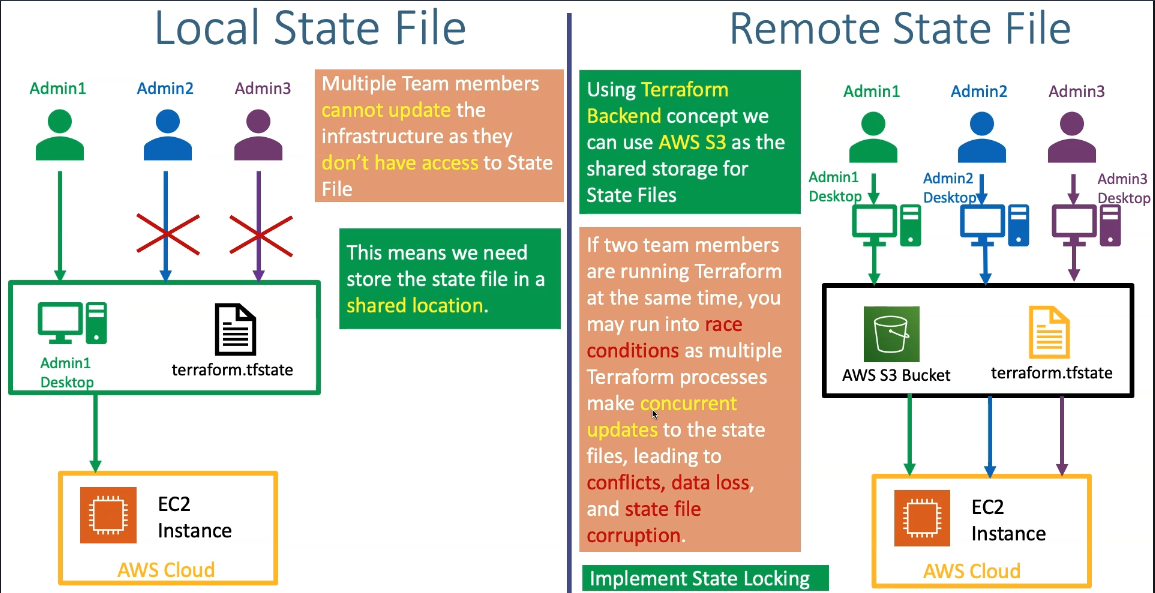 Local State File
Admin1
Admin2
Admin3
Multiple Team members
cannot update the
infrastructure as they
don't have access to State
File
This means we need
store the state file in a
shared location.
Admin1
Desktop
terraform.tfstate
EC2
Instance
AWS Cloud
Remote State File
Using Terraform
Backend concept we
can use AWS S3 as the
shared storage for
State Files
If two team members
are running Terraform
at the same time, you
may run into race
conditions as multiple
Terraform processes
make concurrent
updates to the state
files, leading to
conflicts, data loss,
and state file
corruption.
Implement State Locking
Admin1
Admin2
Admin3
Admin1
Desktop
Admin2
Desktop
Admin3
Desktop
AWS S3 Bucket
terraform.tfstate
EC2
Instance
AWS Cloud